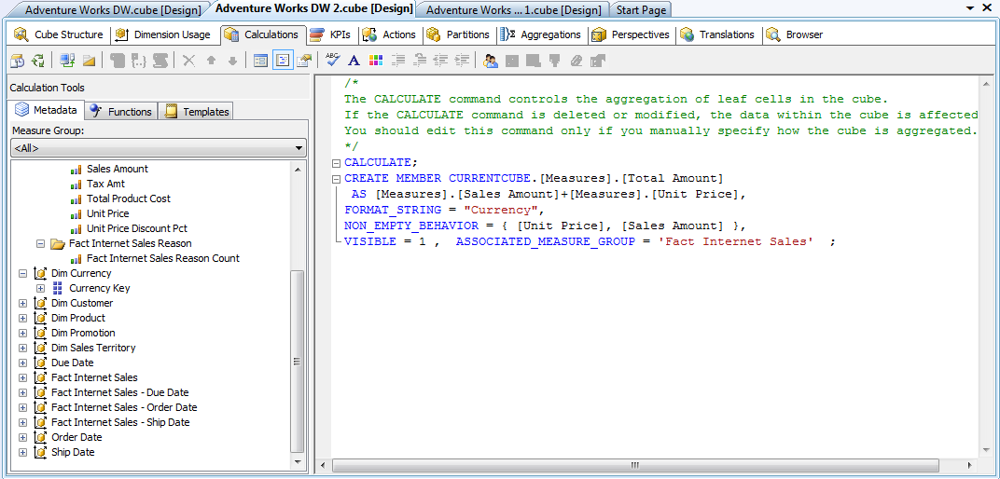 Adventure Works DW.cube [Design]
Adventure Works DW 2.cube [Design]
Adventure Works ... 1.cube [Design]
Start Page
Cube Structure
Dimension Usage
Calculations
KPIs
Actions
Partitions
Aggregations
Perspectives
Translations
Browser
Calculation Tools
Metadata
Functions
Templates
Measure Group:
<All>
Sales Amount
Tax Amt
Total Product Cost
Unit Price
Unit Price Discount Pct
Fact Internet Sales Reason
Fact Internet Sales Reason Count
Dim Currency
Currency Key
Dim Customer
Dim Product
Dim Promotion
Dim Sales Territory
Due Date
Fact Internet Sales
Fact Internet Sales - Due Date
Fact Internet Sales - Order Date
Fact Internet Sales - Ship Date
Order Date
Ship Date
/*
The CALCULATE command controls the aggregation of leaf cells in the cube.
If the CALCULATE command is deleted or modified, the data within the cube is affected
You should edit this command only if you manually specify how the cube is aggregated.
*/
CALCULATE;
CREATE MEMBER CURRENTCUBE.[Measures].[Total Amount]
AS [Measures].[Sales Amount]+[Measures].[Unit Price],
FORMAT_STRING = "Currency",
NON_EMPTY_BEHAVIOR = { [Unit Price], [Sales Amount] },
VISIBLE = 1 , ASSOCIATED_MEASURE_GROUP = 'Fact Internet Sales' ;